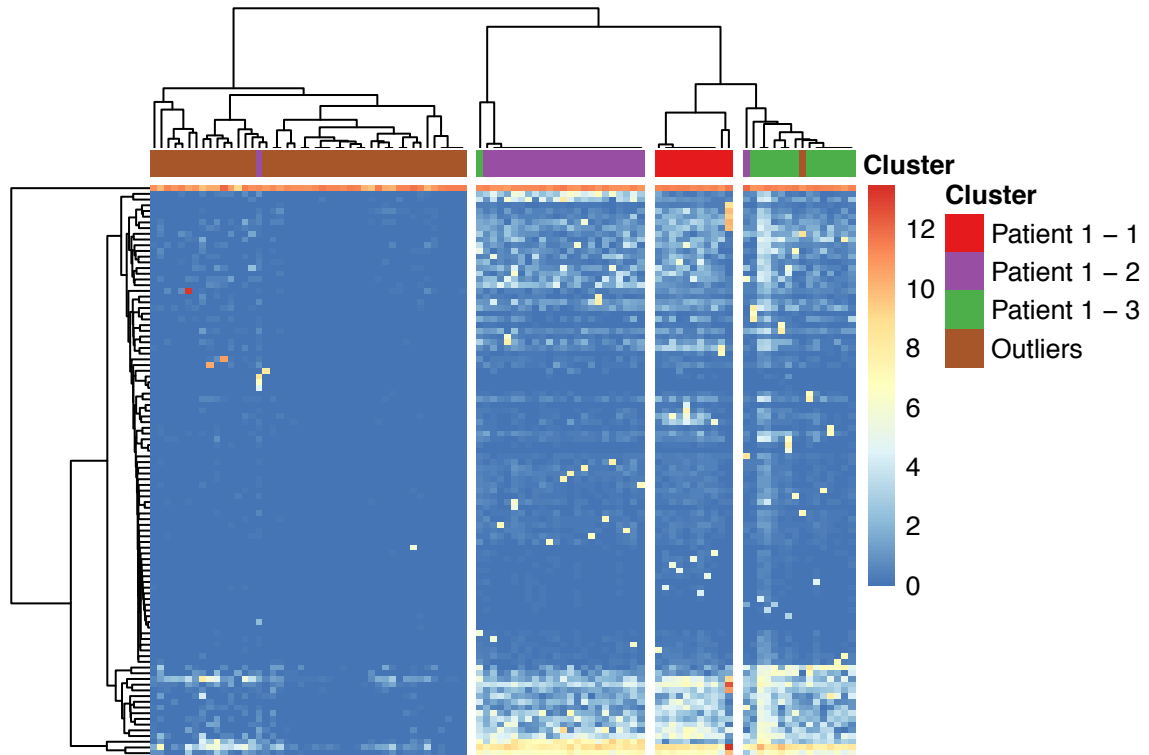 Cluster
12
10
8
6
4
2
0
Cluster
Patient 1 – 1
Patient 1 – 2
Patient 1 – 3
Outliers